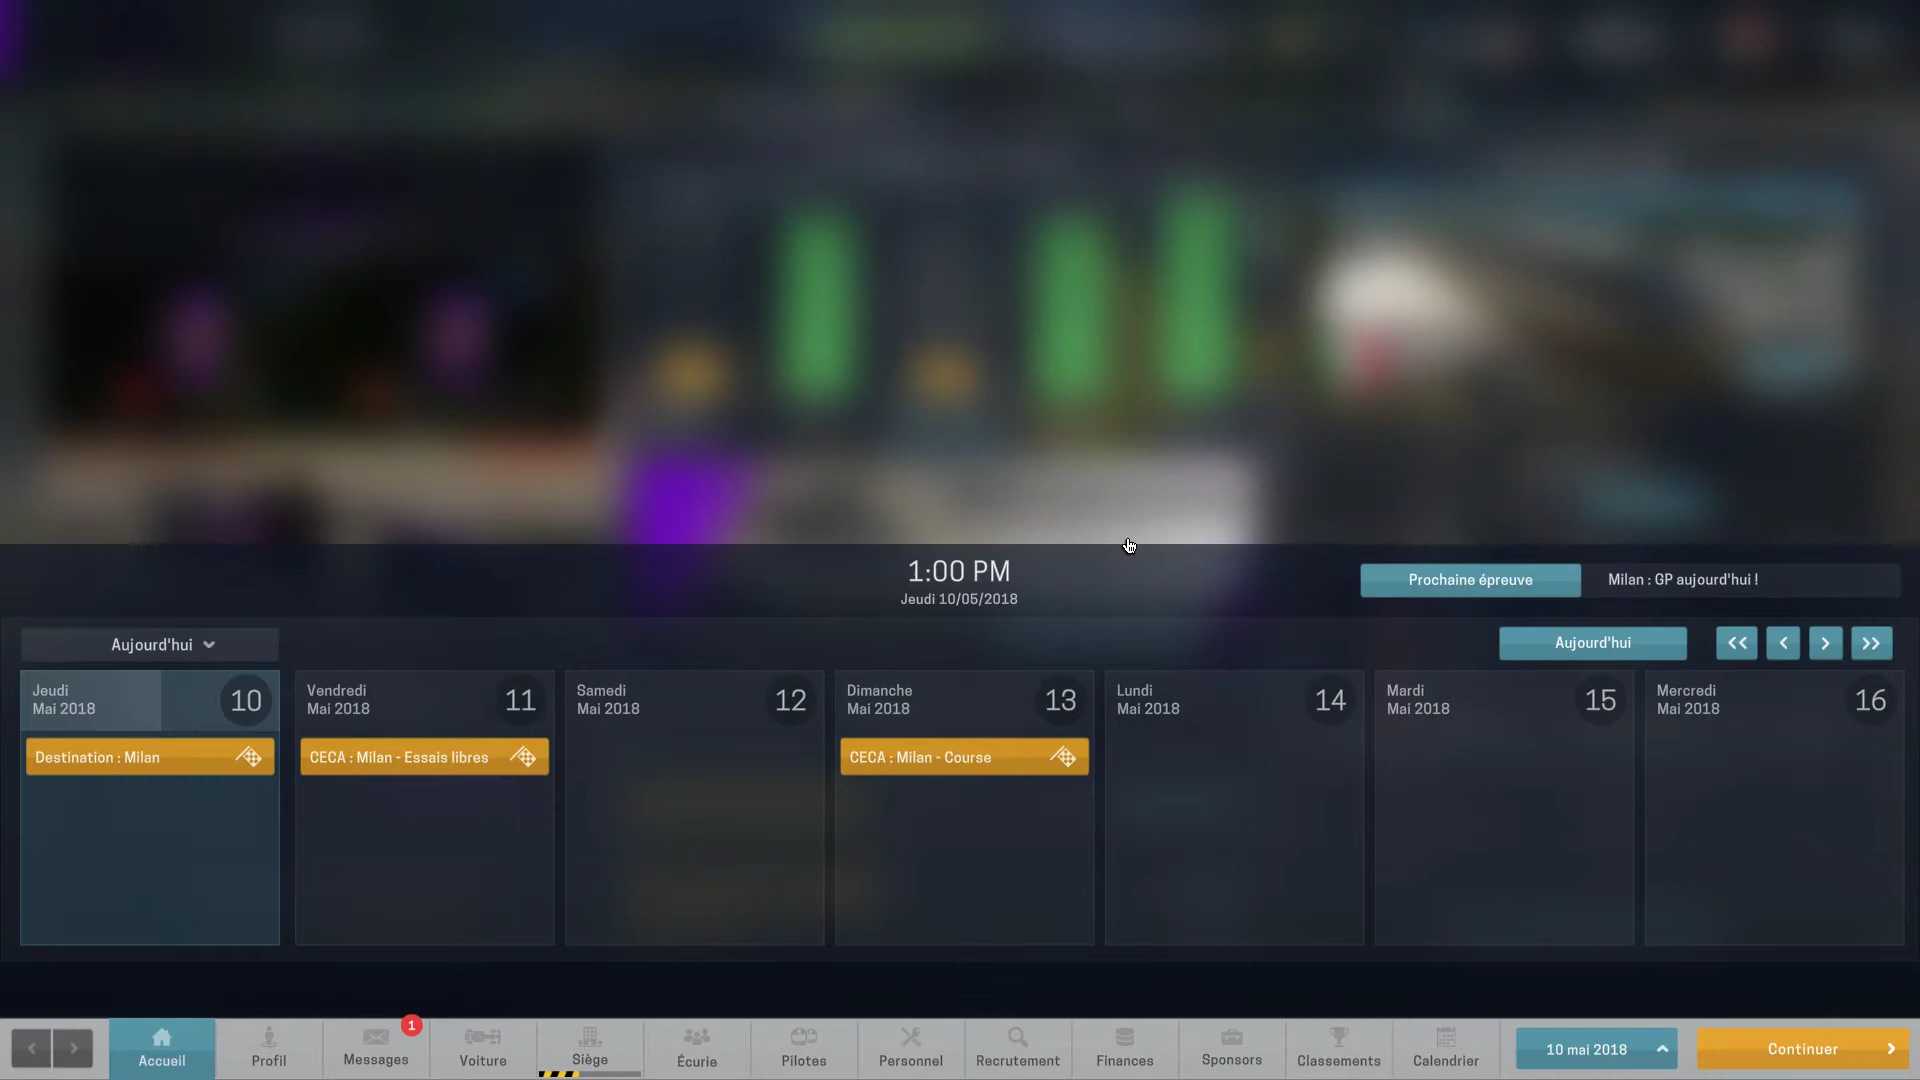 1:00 PM
Jeudi 10/05/2018
Prochaine épreuve
Milan : GP aujourd'hui !
Aujourd'hui
Aujourd'hui
Jeudi
Mai 2018
10
Vendredi
Mai 2018
11
Samedi
Mai 2018
12
Dimanche
Mai 2018
13
Lundi
Mai 2018
14
Mardi
Mai 2018
15
Mercredi
Mai 2018
16
Destination : Milan
CECA : Milan - Essais libres
CECA : Milan - Course
Accueil
Profil
1
Messages
Voiture
Siège
Écurie
Pilotes
Personnel
Recrutement
Finances
Sponsors
Classements
Calendrier
10 mai 2018
Continuer